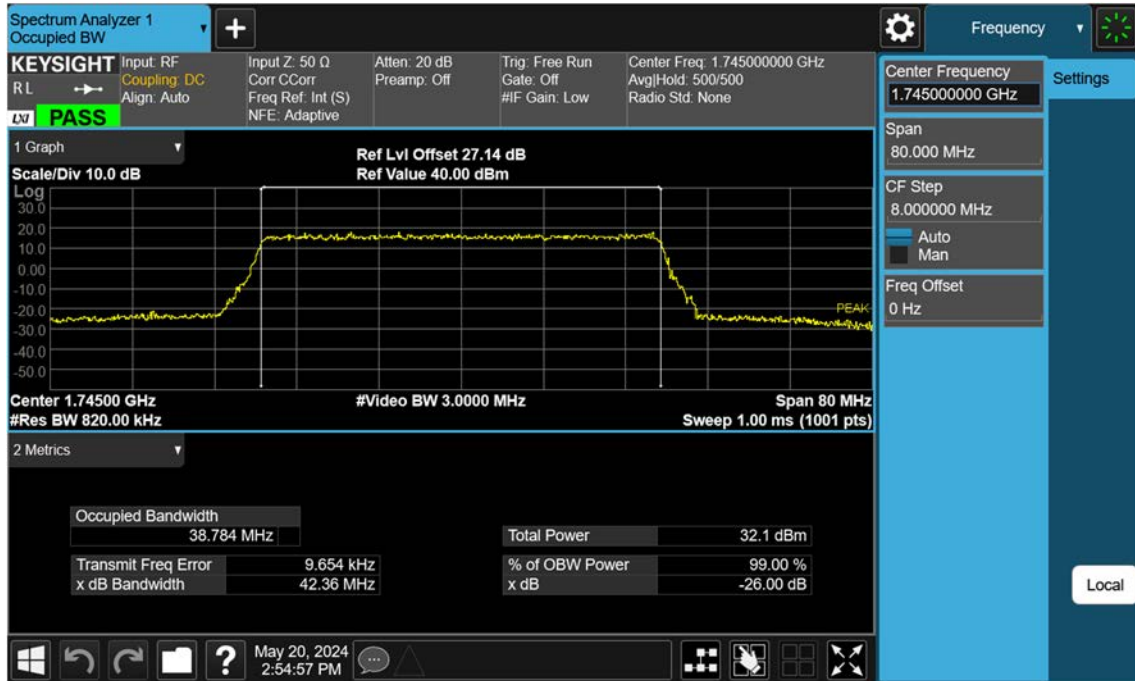 Spectrum Analyzer 1
Occupied BW
+
Frequency
KEYSIGHT
RL
LXI
PASS
Input: RF
Coupling: DC
Align: Auto
Input Z: 50 Ω
Corr CCorr
Freq Ref: Int (S)
NFE: Adaptive
Atten: 20 dB
Preamp: Off
Trig: Free Run
Gate: Off
#IF Gain: Low
Center Freq: 1.745000000 GHz
Avg|Hold: 500/500
Radio Std: None
Center Frequency
1.745000000 GHz
Settings
Span
80.000 MHz
CF Step
8.000000 MHz
Auto
Man
Freq Offset
0 Hz
Local
1 Graph
Scale/Div 10.0 dB
Ref Lvl Offset 27.14 dB
Ref Value 40.00 dBm
Log
30.0
20.0
10.0
0.00
-10.0
-20.0
-30.0
-40.0
-50.0
PEAK
Center 1.74500 GHz
#Video BW 3.0000 MHz
Span 80 MHz
#Res BW 820.00 kHz
Sweep 1.00 ms (1001 pts)
2 Metrics
Occupied Bandwidth
38.784 MHz
Total Power 32.1 dBm
Transmit Freq Error 9.654 kHz
% of OBW Power 99.00 %
x dB Bandwidth 42.36 MHz
x dB -26.00 dB
?
May 20, 2024
2:54:57 PM